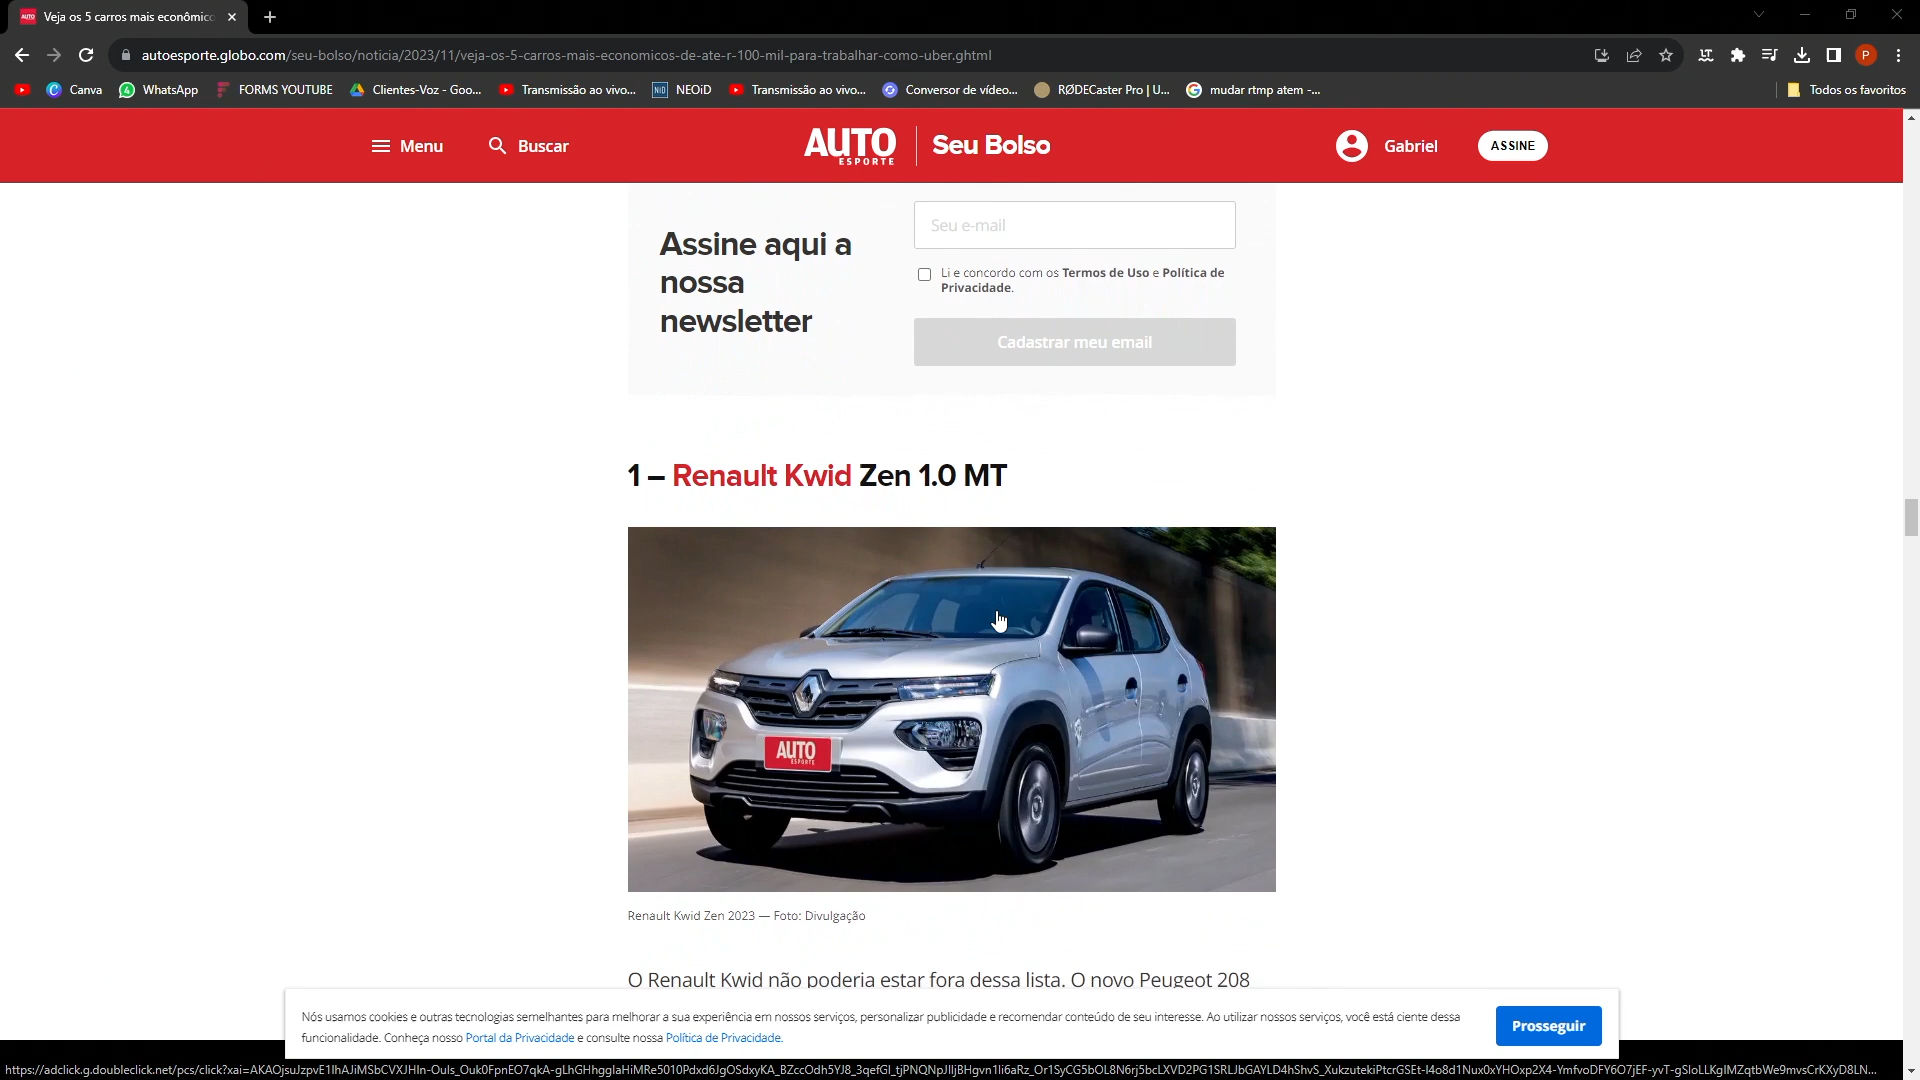 Veja os 5 carros mais econômico
autoesporte.globo.com/seu-bolso/noticia/2023/11/veja-os-5-carros-mais-economicos-de-ate-r-100-mil-para-trabalhar-como-uber.ghtml
P
Canva
WhatsApp
FORMS YOUTUBE
Clientes-Voz - Goo...
Transmissão ao vivo...
NEOiD
Transmissão ao vivo...
Conversor de vídeo...
RØDECaster Pro | U...
mudar rtmp atem -...
Todos os favoritos
Menu
Buscar
AUTO ESPORTE
Seu Bolso
Gabriel
ASSINE
Assine aqui a
nossa
newsletter
Seu e-mail
Li e concordo com os Termos de Uso e Política de
Privacidade.
Cadastrar meu email
1 – Renault Kwid Zen 1.0 MT
AUTO
ESPORTE
Renault Kwid Zen 2023 — Foto: Divulgação
O Renault Kwid não poderia estar fora dessa lista. O novo Peugeot 208
Nós usamos cookies e outras tecnologias semelhantes para melhorar a sua experiência em nossos serviços, personalizar publicidade e recomendar conteúdo de seu interesse. Ao utilizar nossos serviços, você está ciente dessa
funcionalidade. Conheça nosso Portal da Privacidade e consulte nossa Política de Privacidade.
Prosseguir